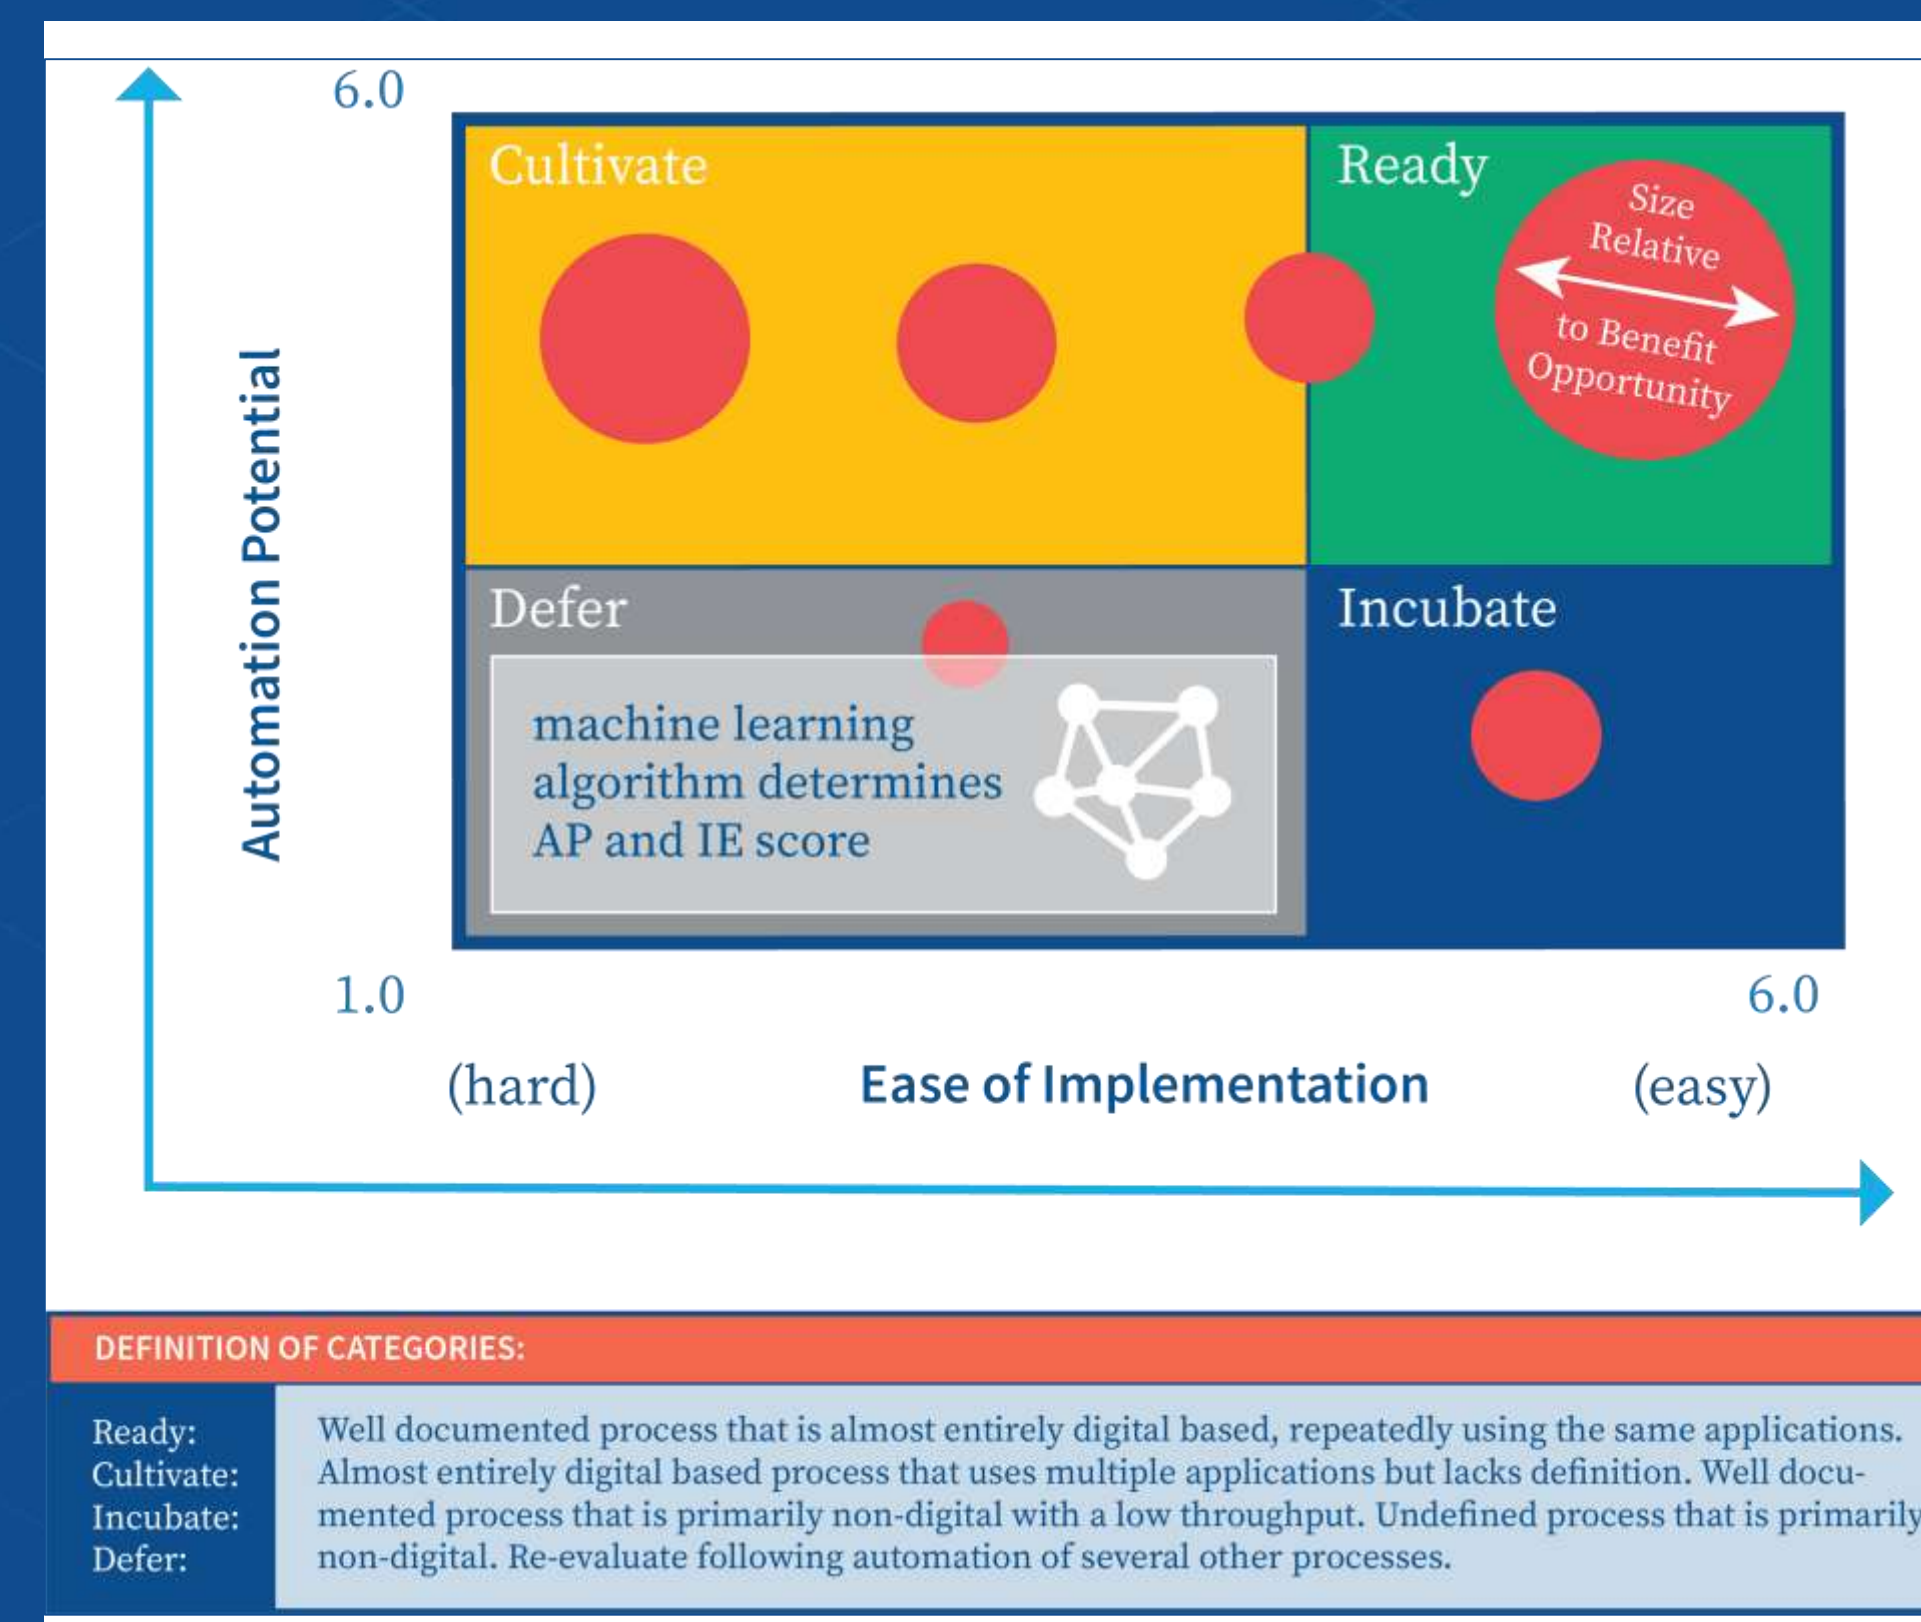 6.0
Cultivate
Ready
Size
Relative
to Benefit
Opportunity
Automation Potential
Defer
Incubate
machine learning
algorithm determines
AP and IE score
1.0
6.0
(hard)
Ease of Implementation
(easy)
DEFINITION OF CATEGORIES:
Ready:
Well documented process that is almost entirely digital based, repeatedly using the same applications.
Cultivate:
Almost entirely digital based process that uses multiple applications but lacks definition. Well docu-
Incubate:
mented process that is primarily non-digital with a low throughput. Undefined process that is primarily
Defer:
non-digital. Re-evaluate following automation of several other processes.